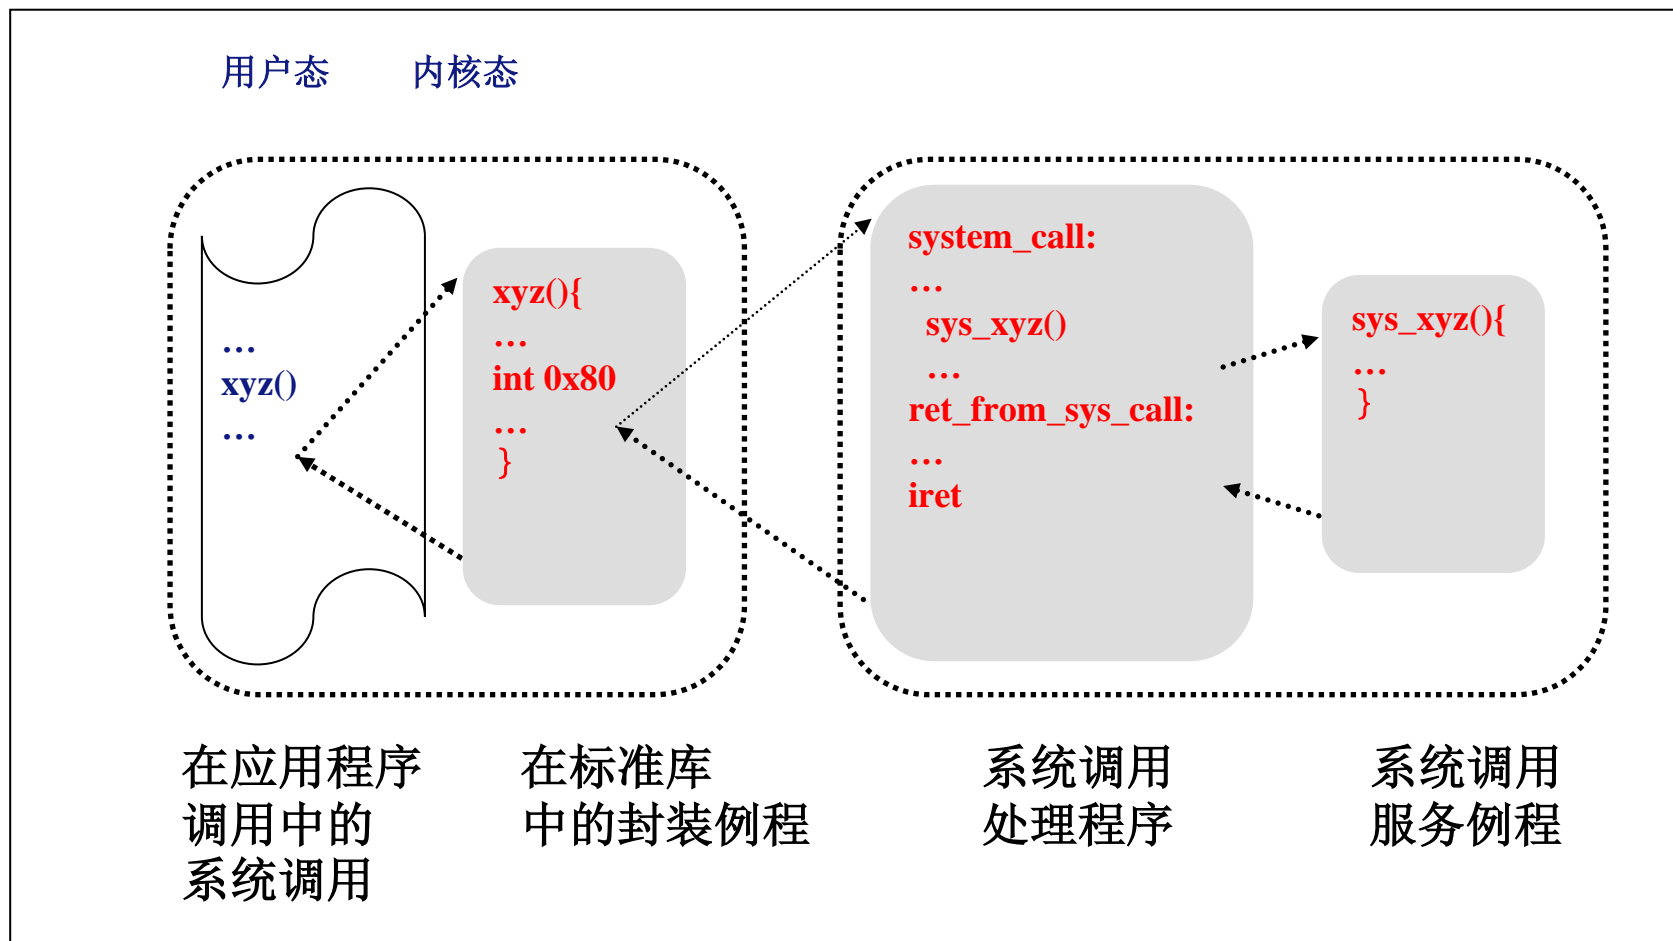 用户态 内核态
…
xyz()
…
xyz(){
…
int 0x80
…
}
system_call:
…
sys_xyz()
…
ret_from_sys_call:
…
iret
sys_xyz(){
…
}
在应用程序
调用中的
系统调用
在标准库
中的封装例程
系统调用
处理程序
系统调用
服务例程